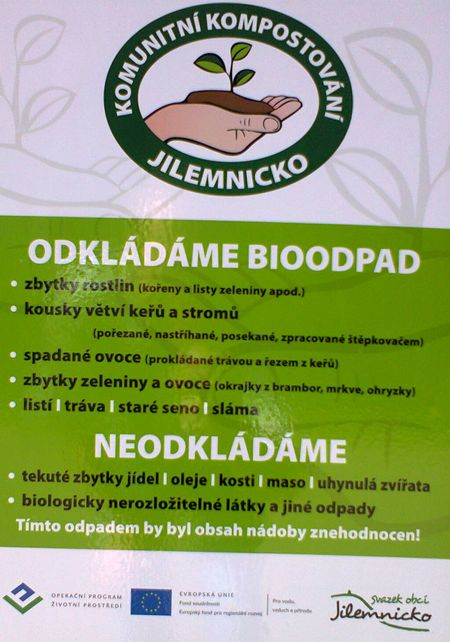 KOMUNITNÍ KOMPOSTOVÁNÍ
JILEMNICKO
ODKLÁDÁME BIOODPAD
• zbytky rostlin (kořeny a listy zeleniny apod.)
• kousky větví keřů a stromů
(pořezané, nastříhané, posekané, zpracované štěpkovačem)
• spadané ovoce (prokládané trávou a řezem z keřů)
• zbytky zeleniny a ovoce (okrajky z brambor, mrkve, ohryzky)
• listí | tráva | staré seno | sláma
NEODKLÁDÁME
• tekuté zbytky jídel | oleje | kosti | maso | uhynulá zvířata
• biologicky nerozložitelné látky a jiné odpady
Tímto odpadem by byl obsah nádoby znehodnocen!
OPERAČNÍ PROGRAM
ŽIVOTNÍ PROSTŘEDÍ
EVROPSKÁ UNIE
Fond soudržnosti
Evropský fond pro regionální rozvoj
Pro vodu,
vzduch a přírodu
svazek obcí
Jilemnicko